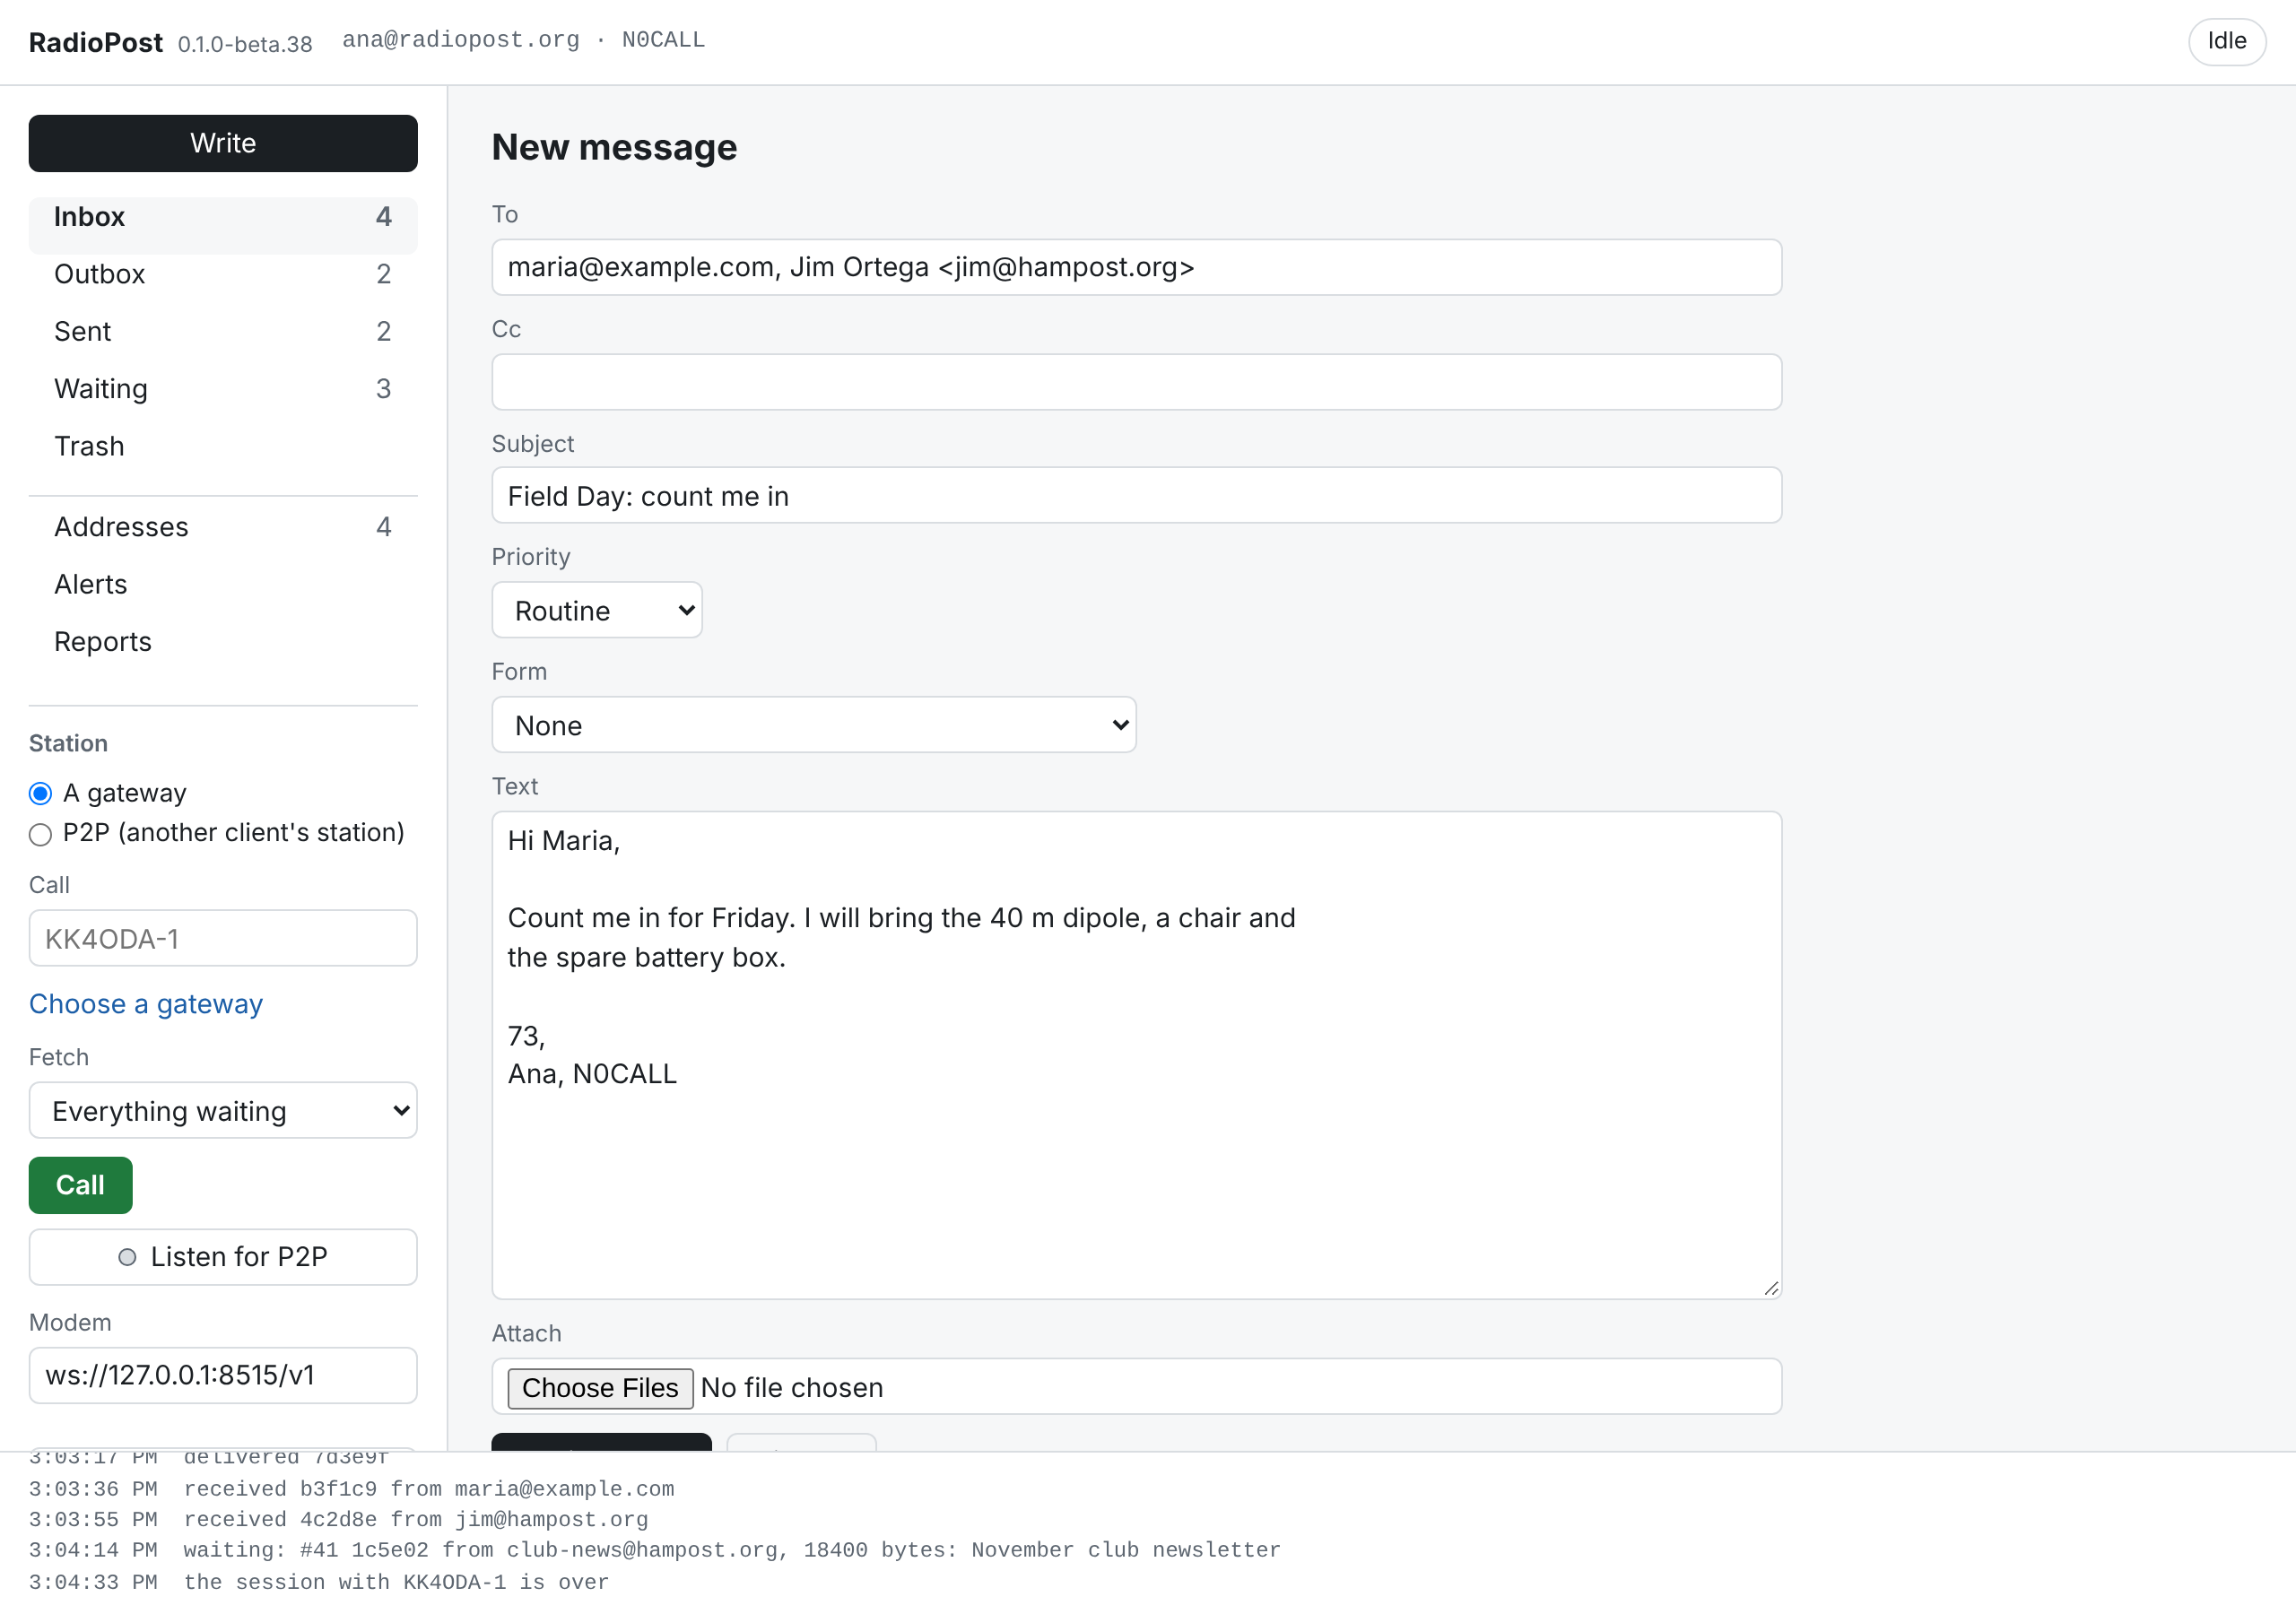 RadioPost 0.1.0-beta.38 ana@radiopost.org · N0CALL
Idle
Write
Inbox 4
Outbox 2
Sent 2
Waiting 3
Trash
Addresses 4
Alerts
Reports
Station
A gateway
P2P (another client's station)
Call
KK4ODA-1
Choose a gateway
Fetch
Everything waiting
Call
Listen for P2P
Modem
ws://127.0.0.1:8515/v1
New message
To
maria@example.com, Jim Ortega <jim@hampost.org>
Cc
Subject
Field Day: count me in
Priority
Routine
Form
None
Text
Hi Maria,
Count me in for Friday. I will bring the 40 m dipole, a chair and
the spare battery box.
73,
Ana, N0CALL
Attach
Choose Files No file chosen
3:03:17 PM delivered 7d3e9f
3:03:36 PM received b3f1c9 from maria@example.com
3:03:55 PM received 4c2d8e from jim@hampost.org
3:04:14 PM waiting: #41 1c5e02 from club-news@hampost.org, 18400 bytes: November club newsletter
3:04:33 PM the session with KK4ODA-1 is over